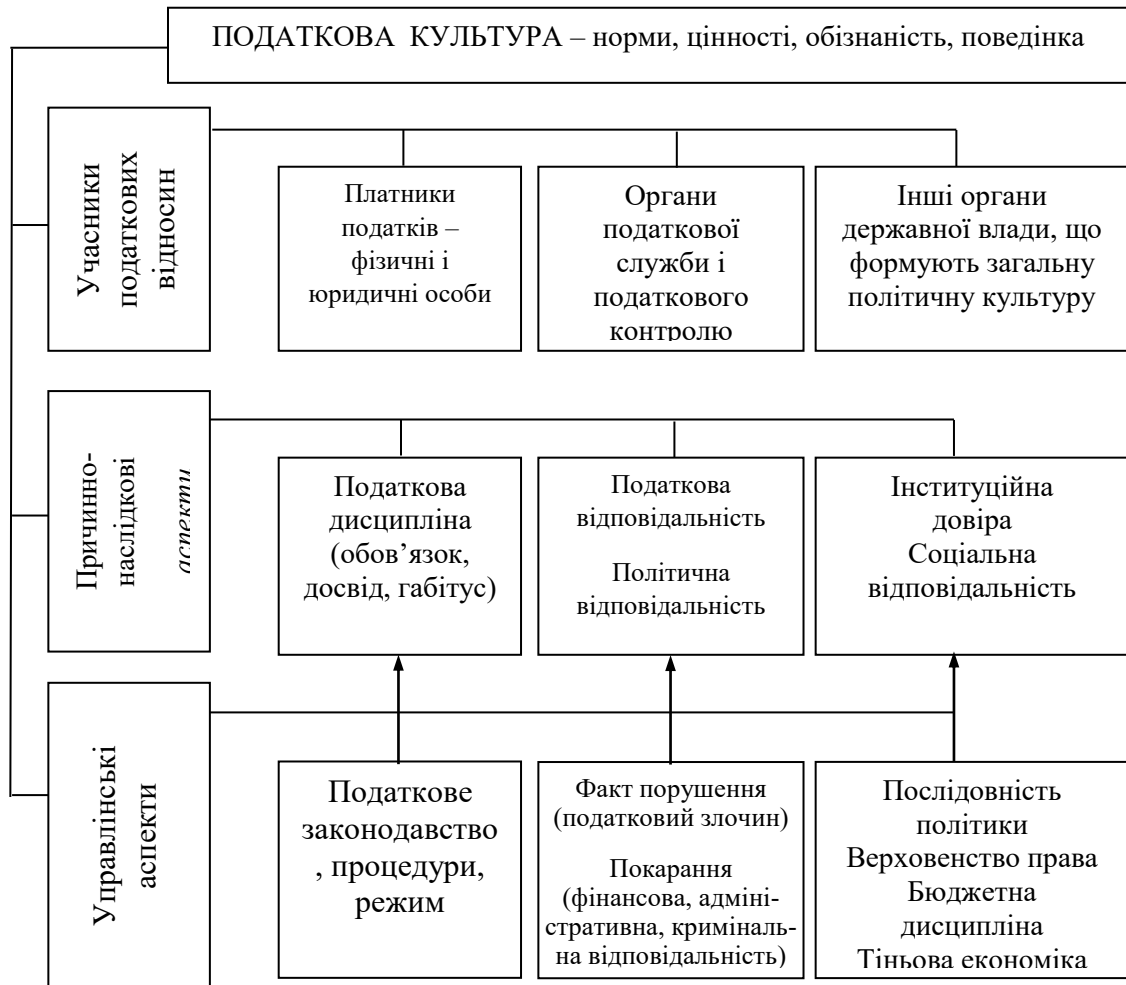 ПОДАТКОВА КУЛЬТУРА – норми, цінності, обізнаність, поведінка
Учасники
податкових
відносин
Платники
податків –
фізичні і
юридичні особи
Органи
податкової
служби і
податкового
контролю
Інші органи
державної влади, що
формують загальну
політичну культуру
Причинно-
наслідкові
аспекти
Податкова
дисципліна
(обов’язок,
досвід, габітус)
Податкова
відповідальність
Політична
відповідальність
Інституційна
довіра
Соціальна
відповідальність
Управлінські
аспекти
Податкове
законодавство
, процедури,
режим
Факт порушення
(податковий злочин)
Покарання
(фінансова, адміні-
стративна, криміналь-
на відповідальність)
Послідовність
політики
Верховенство права
Бюджетна
дисципліна
Тіньова економіка